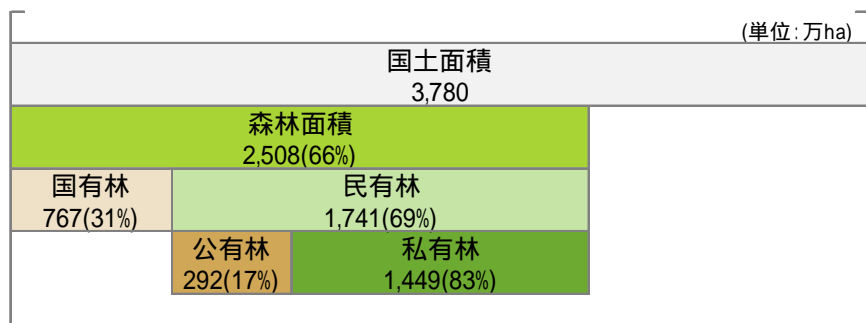 (単位:万ha)
国土面積
3,780
森林面積
2,508(66%)
国有林
767(31%)
民有林
1,741(69%)
公有林
292(17%)
私有林
1,449(83%)